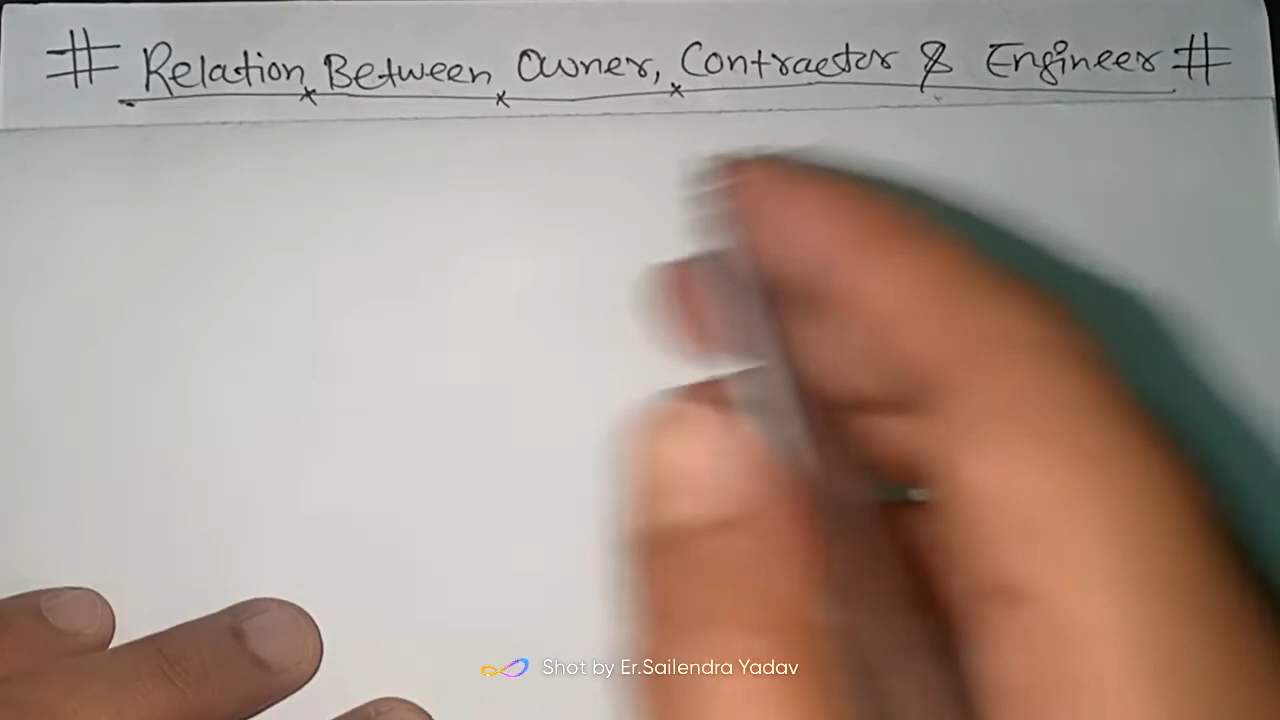 # Relation Between Owner, Contractor & Engineer #
Shot by Er.Sailendra Yadav